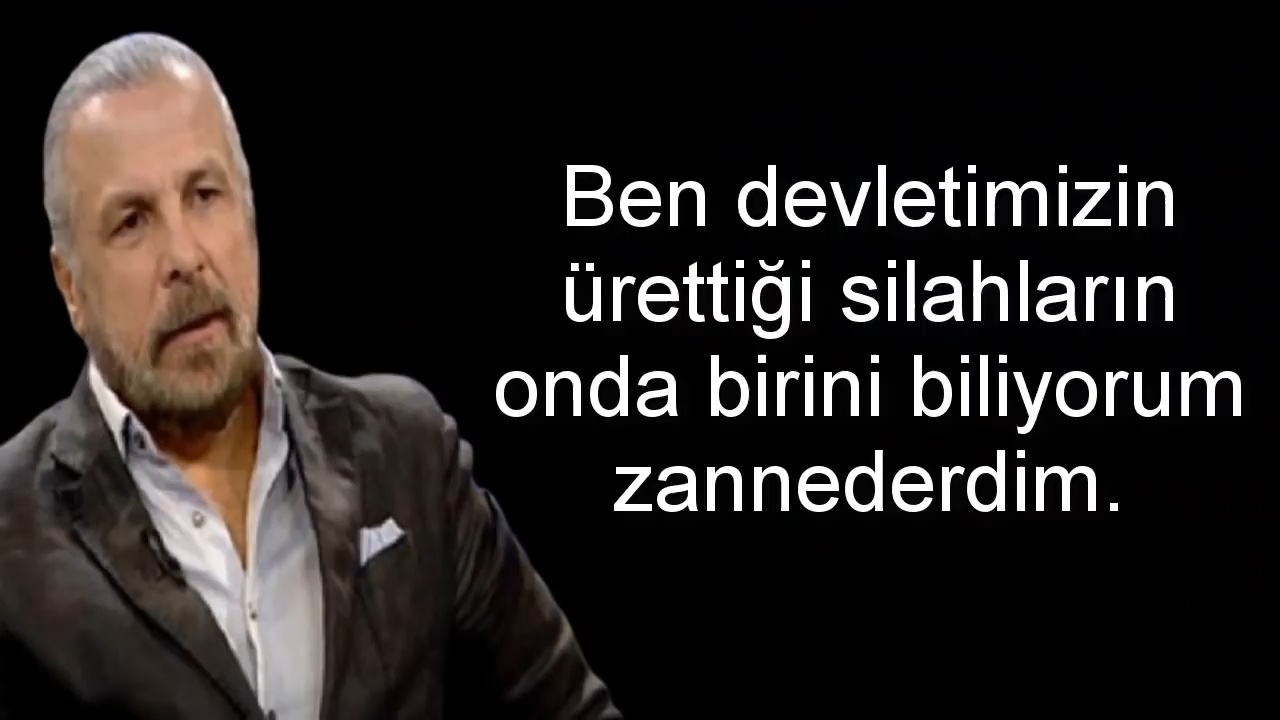 Ben devletimizin
ürettiği silahların
onda birini biliyorum
zannederdim.